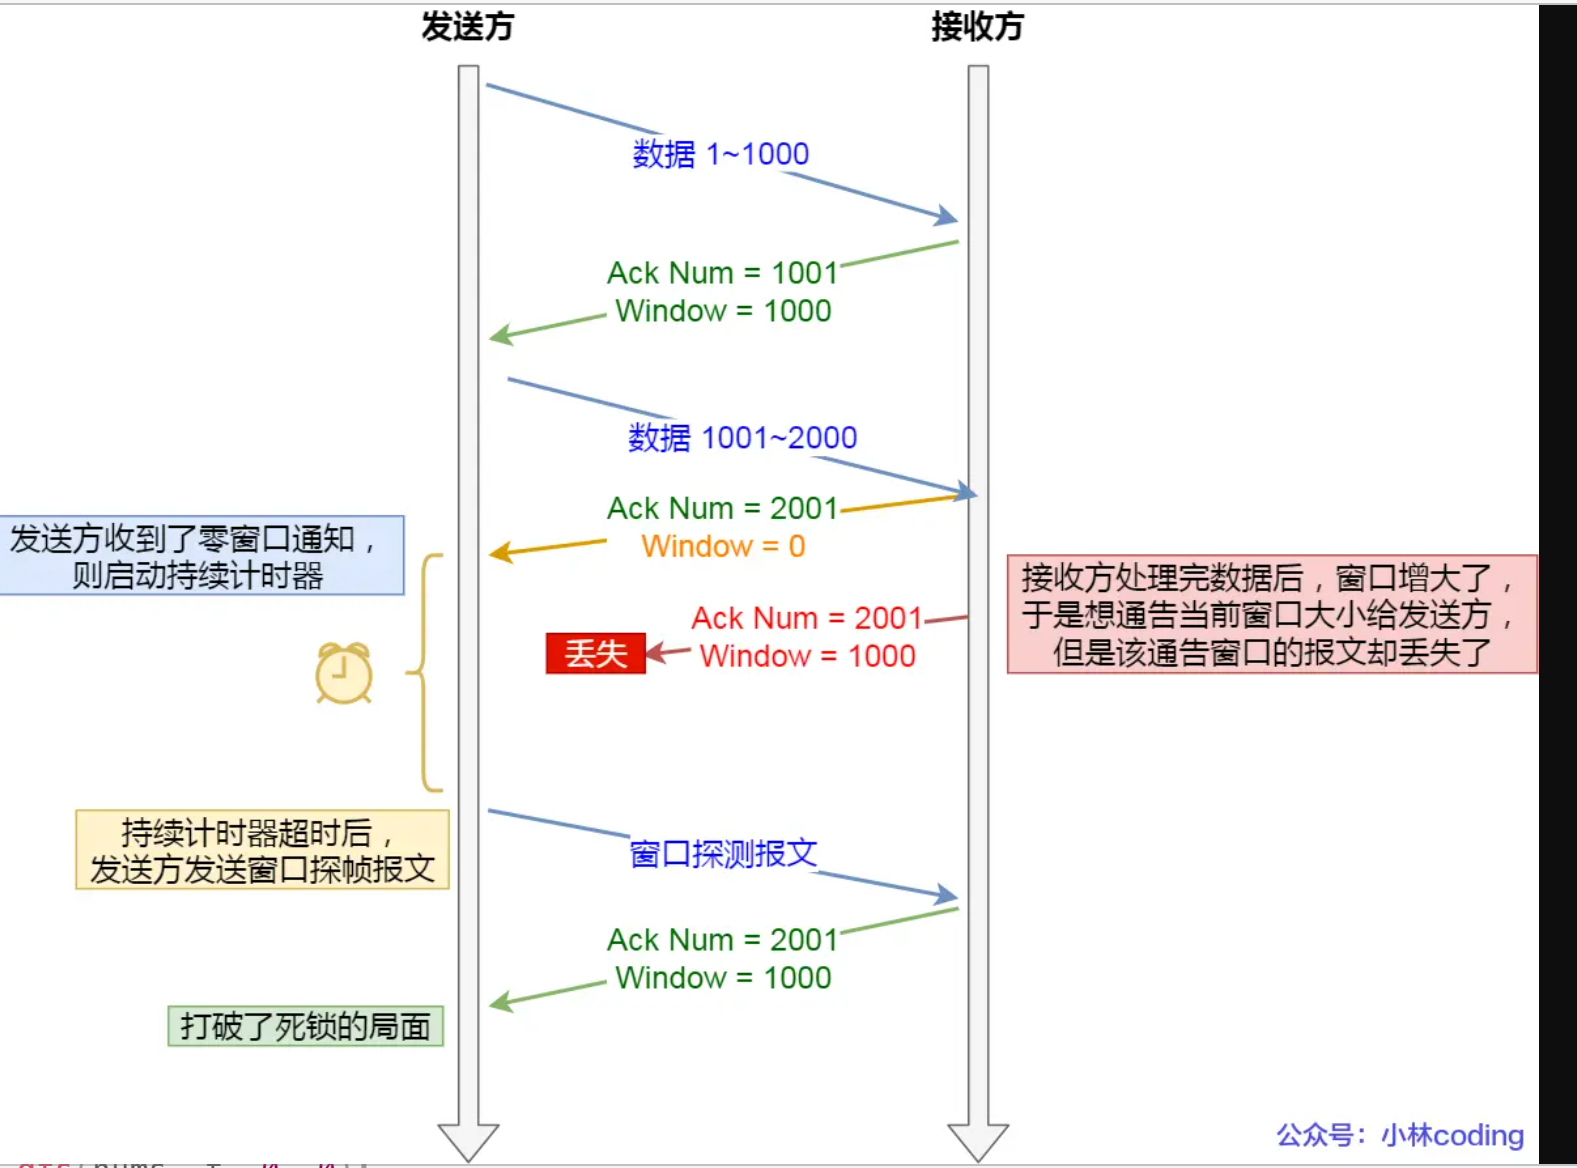 发送方
接收方
数据 1~1000
Ack Num = 1001
Window = 1000
数据 1001~2000
Ack Num = 2001
Window = 0
发送方收到了零窗口通知，
则启动持续计时器
接收方处理完数据后，窗口增大了，
于是想通告当前窗口大小给发送方，
但是该通告窗口的报文却丢失了
Ack Num = 2001
Window = 1000
丢失
持续计时器超时后，
发送方发送窗口探帧报文
窗口探测报文
Ack Num = 2001
Window = 1000
打破了死锁的局面
公众号：小林coding